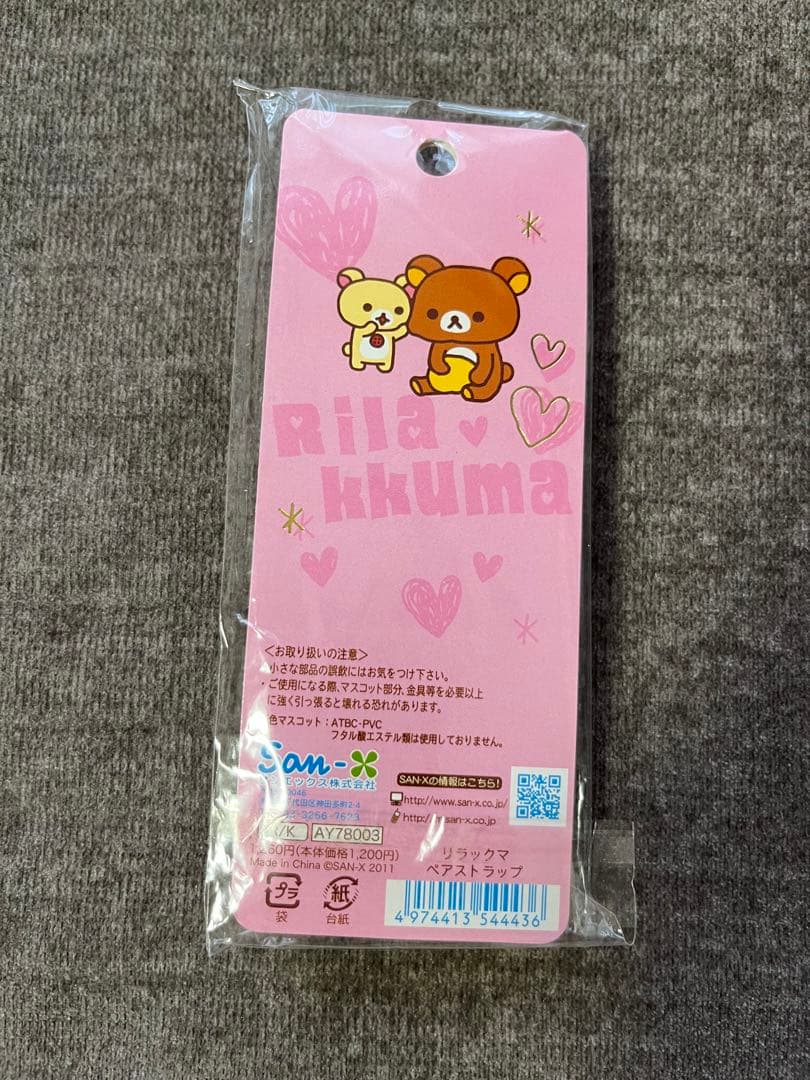 Rila
kkuma
<お取り扱いの注意>
小さな部品の誤飲にはお気をつけ下さい。
・ご使用になる際、マスコット部分、金具等を必要以上
に強く引っ張ると壊れる恐れがあります。
色マスコット：ATBC-PVC
フタル酸エステル類は使用しておりません。
San-X
エックス株式会社
代田区神田多町2-4
3256-7623
/K AY78003
1,260円(本体価格1,200円)
Made in China ©SAN-X 2011
SAN-Xの情報はこちら!
http://www.san-x.co.jp/
san-x.co.jp
リラックマ
ペアストラップ
プラ
袋
紙
台紙
4 974413 544436